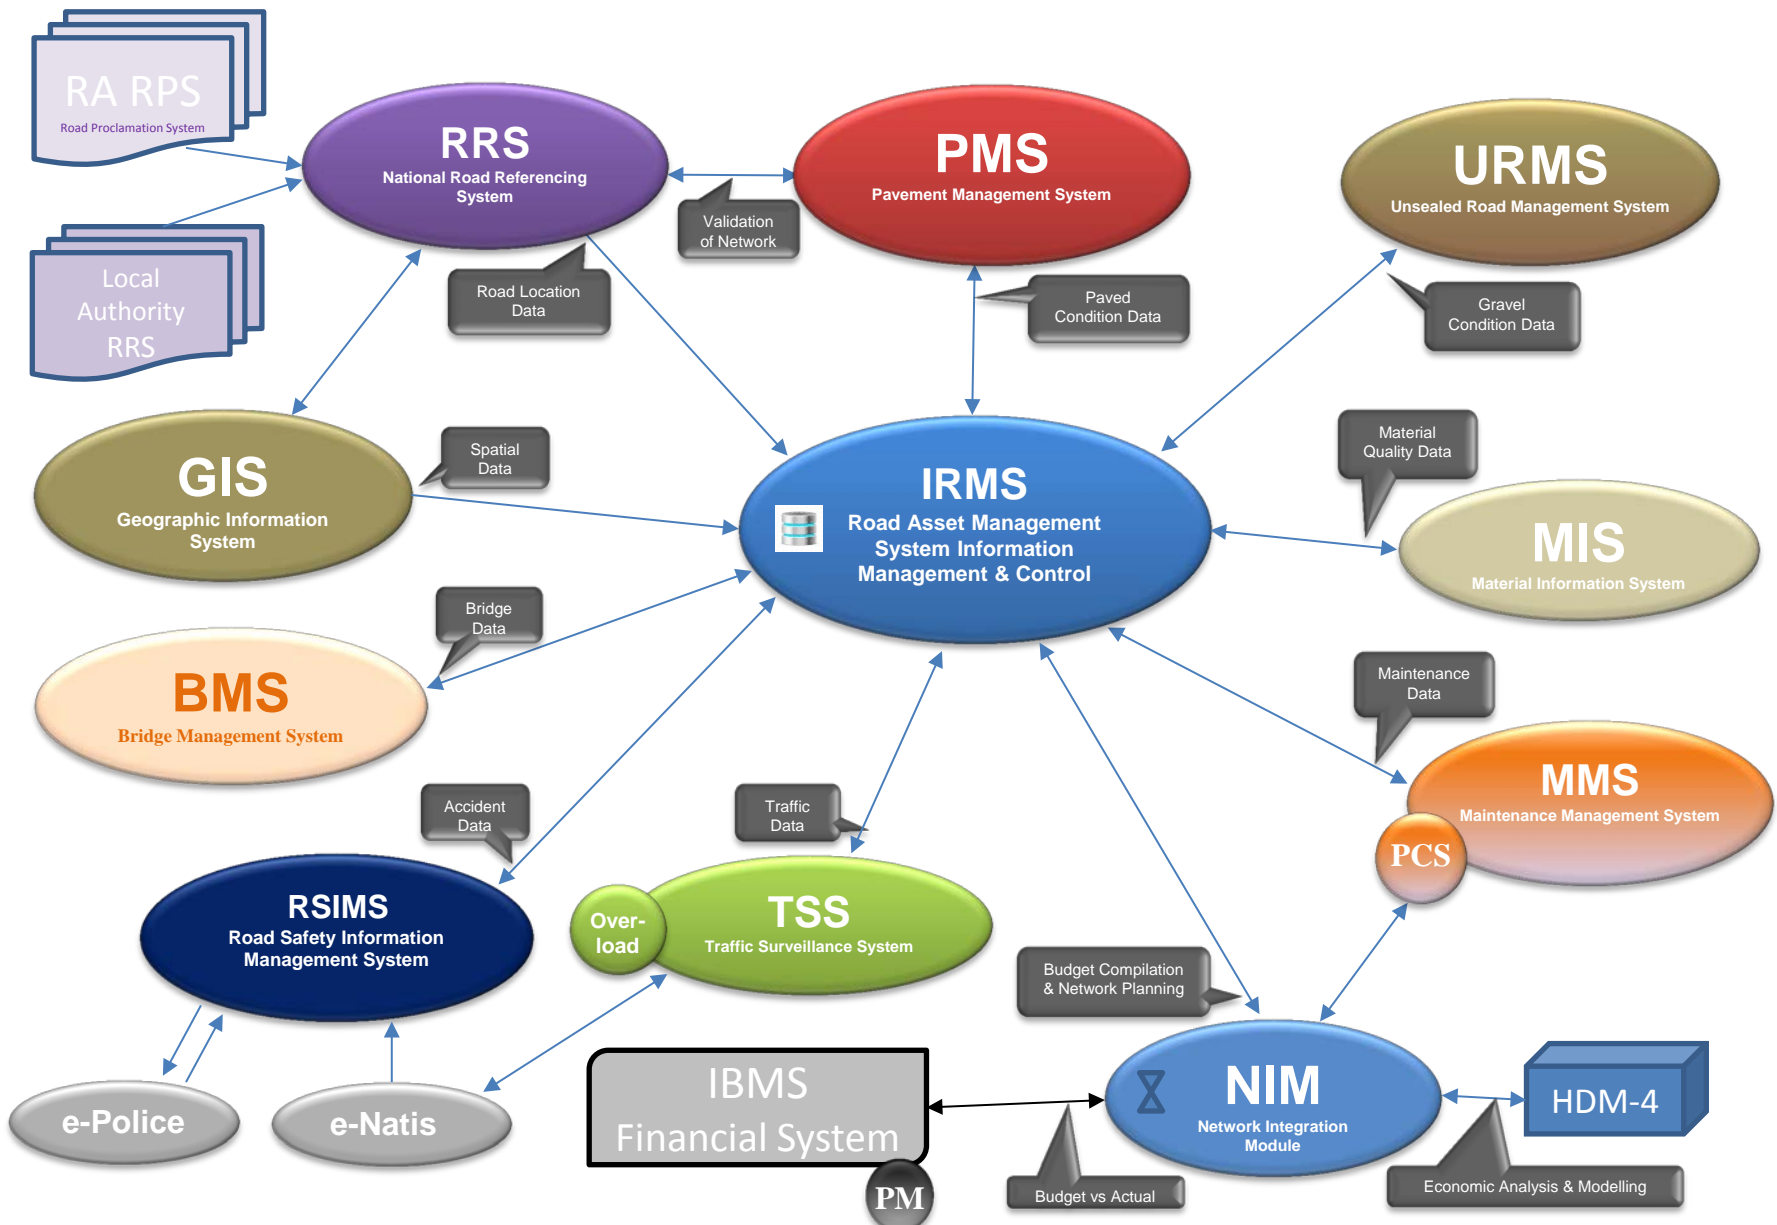 RA RPS
Road Proclamation System
RRS
National Road Referencing
System
PMS
Pavement Management System
URMS
Unsealed Road Management System
Validation
of Network
Local
Authority
RRS
Road Location
Data
Paved
Condition Data
Gravel
Condition Data
GIS
Geographic Information
System
Spatial
Data
IRMS
Road Asset Management
System Information
Management & Control
Material
Quality Data
MIS
Material Information System
Bridge
Data
BMS
Bridge Management System
Maintenance
Data
MMS
Maintenance Management System
PCS
Accident
Data
Traffic
Data
RSIMS
Road Safety Information
Management System
Over-
load
TSS
Traffic Surveillance System
Budget Compilation
& Network Planning
e-Police
e-Natis
IBMS
Financial System
PM
NIM
Network Integration
Module
HDM-4
Budget vs Actual
Economic Analysis & Modelling